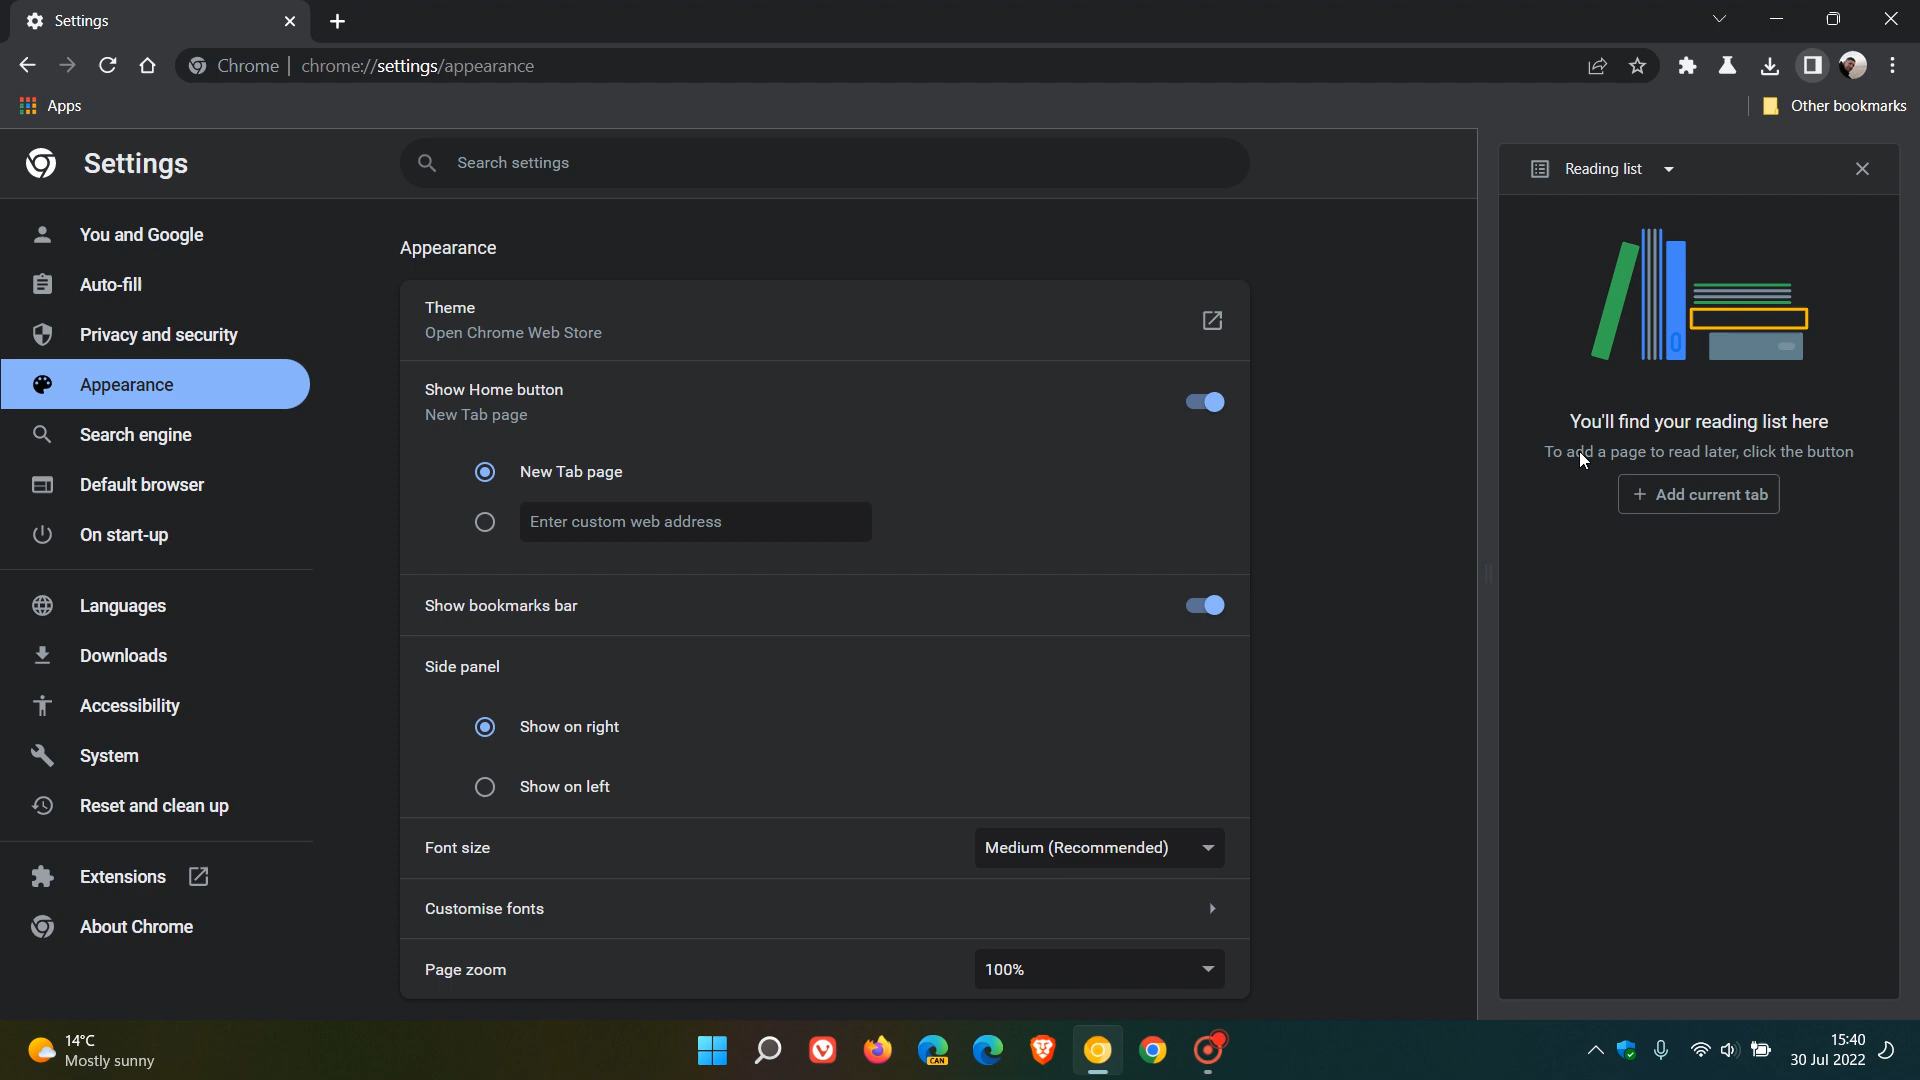 Settings
Chrome
chrome://settings/appearance
Apps
Other bookmarks
Settings
Search settings
Reading list
You and Google
Auto-fill
Privacy and security
Appearance
Search engine
Default browser
On start-up
Languages
Downloads
Accessibility
System
Reset and clean up
Extensions
About Chrome
Appearance
Theme
Open Chrome Web Store
Show Home button
New Tab page
New Tab page
Enter custom web address
Show bookmarks bar
Side panel
Show on right
Show on left
Font size
Medium (Recommended)
Customise fonts
Page zoom
100%
You'll find your reading list here
To add a page to read later, click the button
Add current tab
14°C
Mostly sunny
CAN
15:40
30 Jul 2022